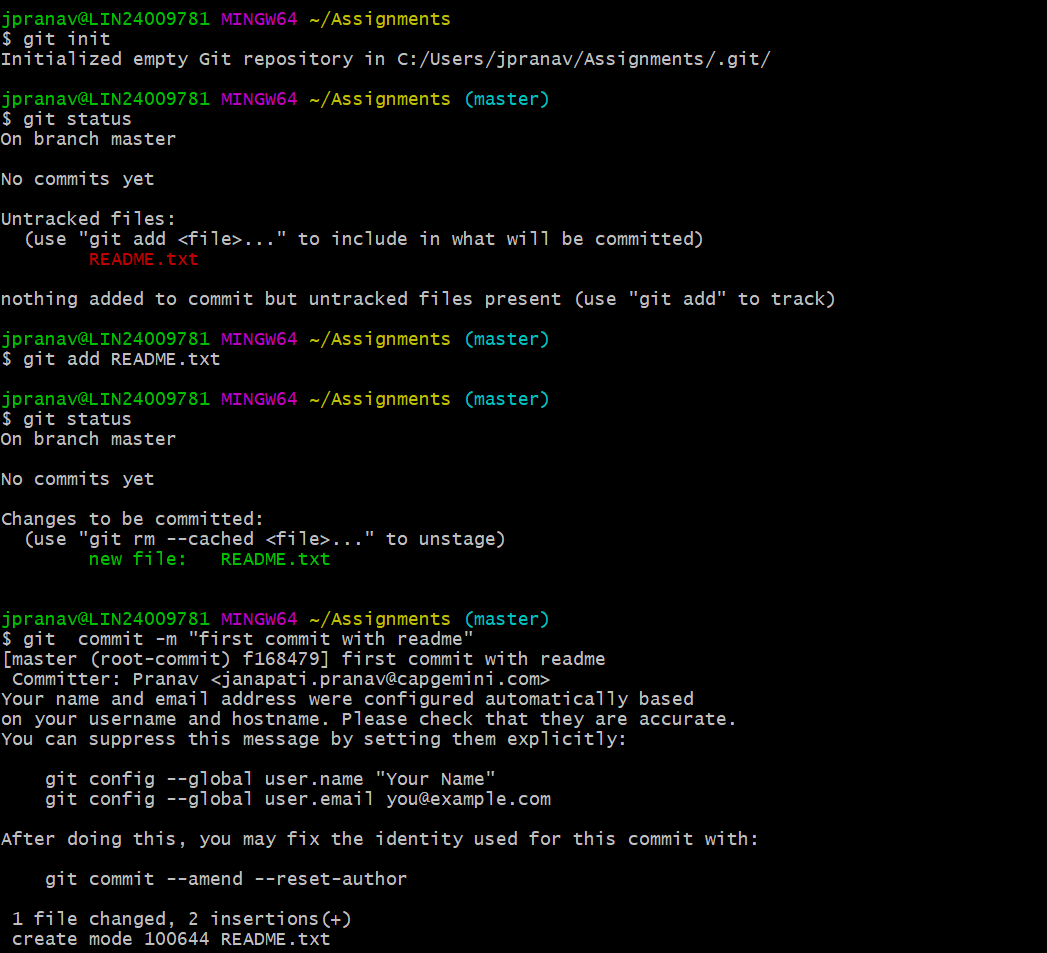 jpranav@LIN24009781 MINGW64 ~/Assignments
$ git init
Initialized empty Git repository in C:/Users/jpranav/Assignments/.git/
jpranav@LIN24009781 MINGW64 ~/Assignments (master)
$ git status
On branch master
No commits yet
Untracked files:
  (use "git add <file>..." to include in what will be committed)
        README.txt
nothing added to commit but untracked files present (use "git add" to track)
jpranav@LIN24009781 MINGW64 ~/Assignments (master)
$ git add README.txt
jpranav@LIN24009781 MINGW64 ~/Assignments (master)
$ git status
On branch master
No commits yet
Changes to be committed:
  (use "git rm --cached <file>..." to unstage)
        new file:   README.txt
jpranav@LIN24009781 MINGW64 ~/Assignments (master)
$ git  commit -m "first commit with readme"
[master (root-commit) f168479] first commit with readme
 Committer: Pranav <janapati.pranav@capgemini.com>
Your name and email address were configured automatically based
on your username and hostname. Please check that they are accurate.
You can suppress this message by setting them explicitly:
    git config --global user.name "Your Name"
    git config --global user.email you@example.com
After doing this, you may fix the identity used for this commit with:
    git commit --amend --reset-author
 1 file changed, 2 insertions(+)
 create mode 100644 README.txt